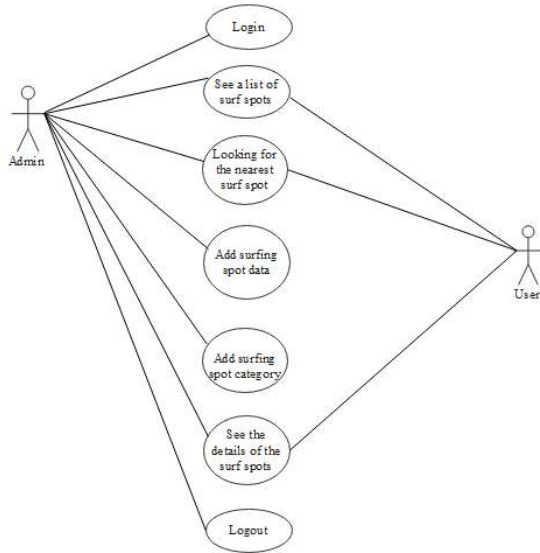 Login
See a list of
surf spots
Admin
Looking for
the nearest
surf spot
Add surfing
spot data
User
Add surfing
spot category
See the
details of the
surf spots
Logout